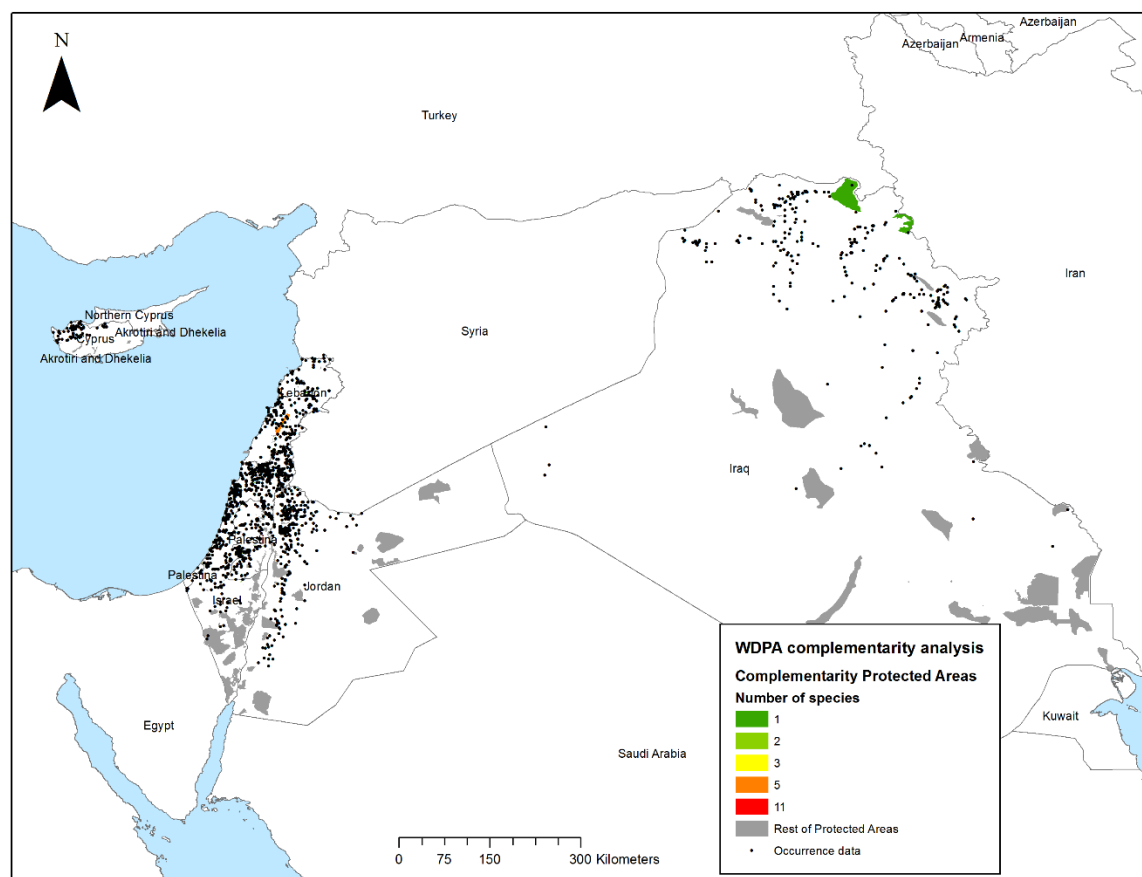 Azerbaijan
Armenia
Azerbaijan
N
Turkey
Iran
Northern Cyprus
Akrotiri and Dhekelia
Cyprus
Akrotiri and Dhekelia
Syria
Lebanon
Iraq
Palestina
Palestina
Jordan
Israel
Egypt
Saudi Arabia
Kuwait
WDPA complementarity analysis
Complementarity Protected Areas
Number of species
1
2
3
5
11
Rest of Protected Areas
Occurrence data
0 75 150 300 Kilometers